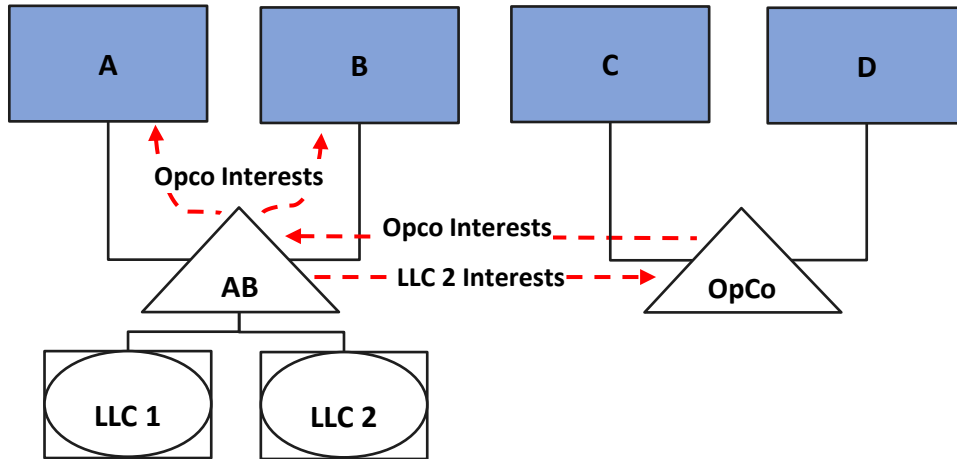 A
B
C
D
Opco Interests
Opco Interests
LLC 2 Interests
AB
OpCo
LLC 1
LLC 2